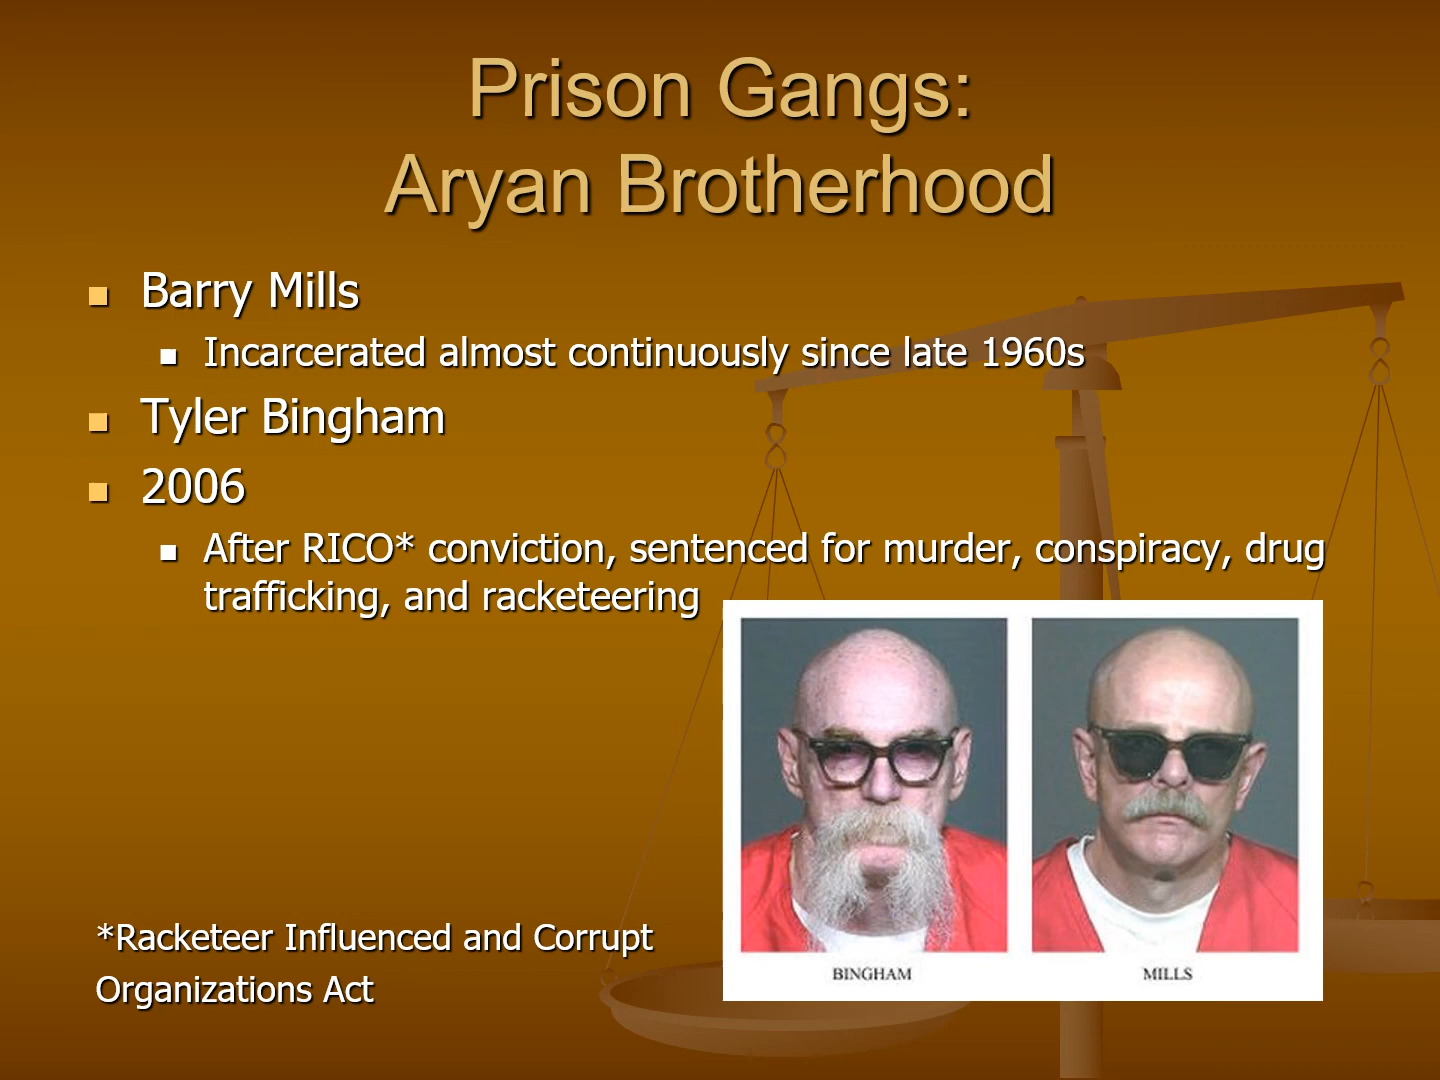 Prison Gangs:
Aryan Brotherhood
Barry Mills
Incarcerated almost continuously since late 1960s
Tyler Bingham
2006
After RICO* conviction, sentenced for murder, conspiracy, drug
trafficking, and racketeering
*Racketeer Influenced and Corrupt
Organizations Act
BINGHAM
MILLS